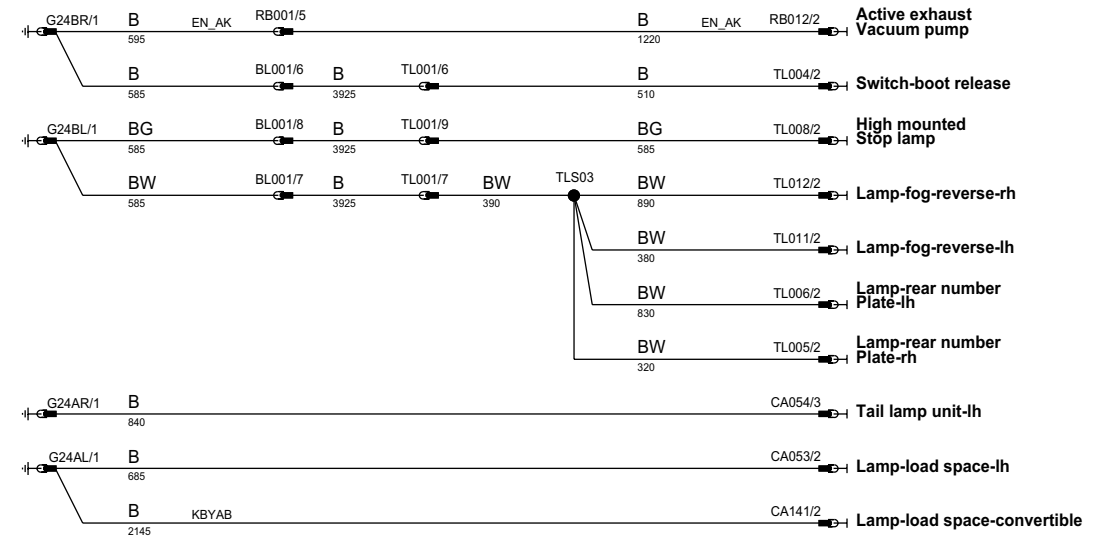 G24BR/1 B EN_AK RB001/5 B EN_AK RB012/2 Active exhaust
Vacuum pump
595 1220
B BL001/6 B TL001/6 B TL004/2 Switch-boot release
585 3925 510
G24BL/1 BG BL001/8 B TL001/9 BG TL008/2 High mounted
Stop lamp
585 3925 585
BW BL001/7 B TL001/7 BW TLS03 BW TL012/2 Lamp-fog-reverse-rh
585 3925 390 890
BW TL011/2 Lamp-fog-reverse-lh
380
BW TL006/2 Lamp-rear number
Plate-lh
830
BW TL005/2 Lamp-rear number
Plate-rh
320
G24AR/1 B CA054/3 Tail lamp unit-lh
840
G24AL/1 B CA053/2 Lamp-load space-lh
685
B KBYAB CA141/2 Lamp-load space-convertible
2145